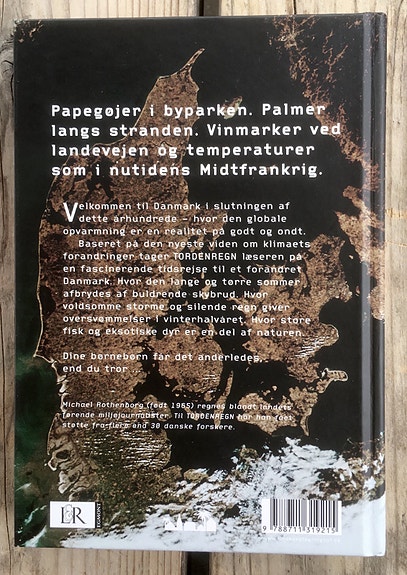 Papegøjer i byparken. Palmer
langs stranden. Vinmarker ved
landevejen og temperaturer
som i nutidens Midtfrankrig.
Velkommen til Danmark i slutningen af
dette århundrede – hvor den globale
opvarmning er en realitet på godt og ondt.
Baseret på den nyeste viden om klimaets
forandringer tager TORDENREGN læseren på
en fascinerende tidsrejse til et forandret
Danmark. Hvor den lange og tørre sommer
afbrydes af buldrende skybrud. Hvor
voldsomme storme og silende regn giver
oversvømmelser i vinterhalvåret. Hvor store
fisk og eksotiske dyr er en del af naturen.
Dine børnebørn får det anderledes,
end du tror ...
Michael Rothenborg (født 1965) regnes blandt landets
førende miljøjournalister. Til TORDENREGN har han fået
støtte fra flere end 30 danske forskere.
L&R
EGMONT
9 788711 319215